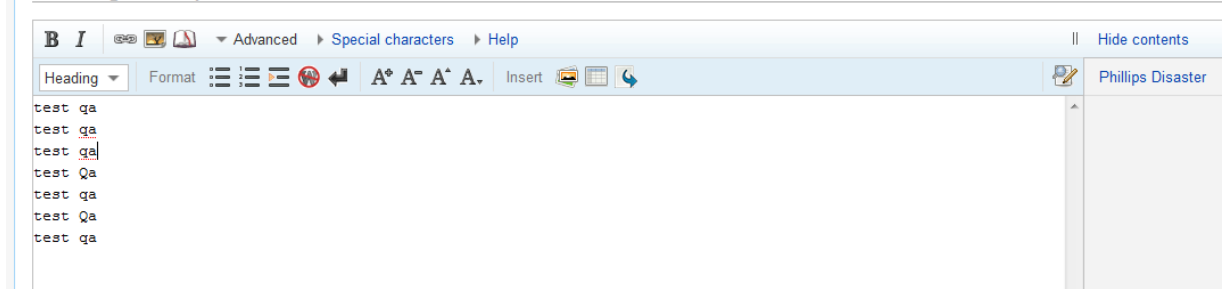 B I Advanced Special characters Help Hide contents
Heading Format A A A A Insert Phillips Disaster
test qa
test qa
test qa
test Qa
test qa
test Qa
test qa